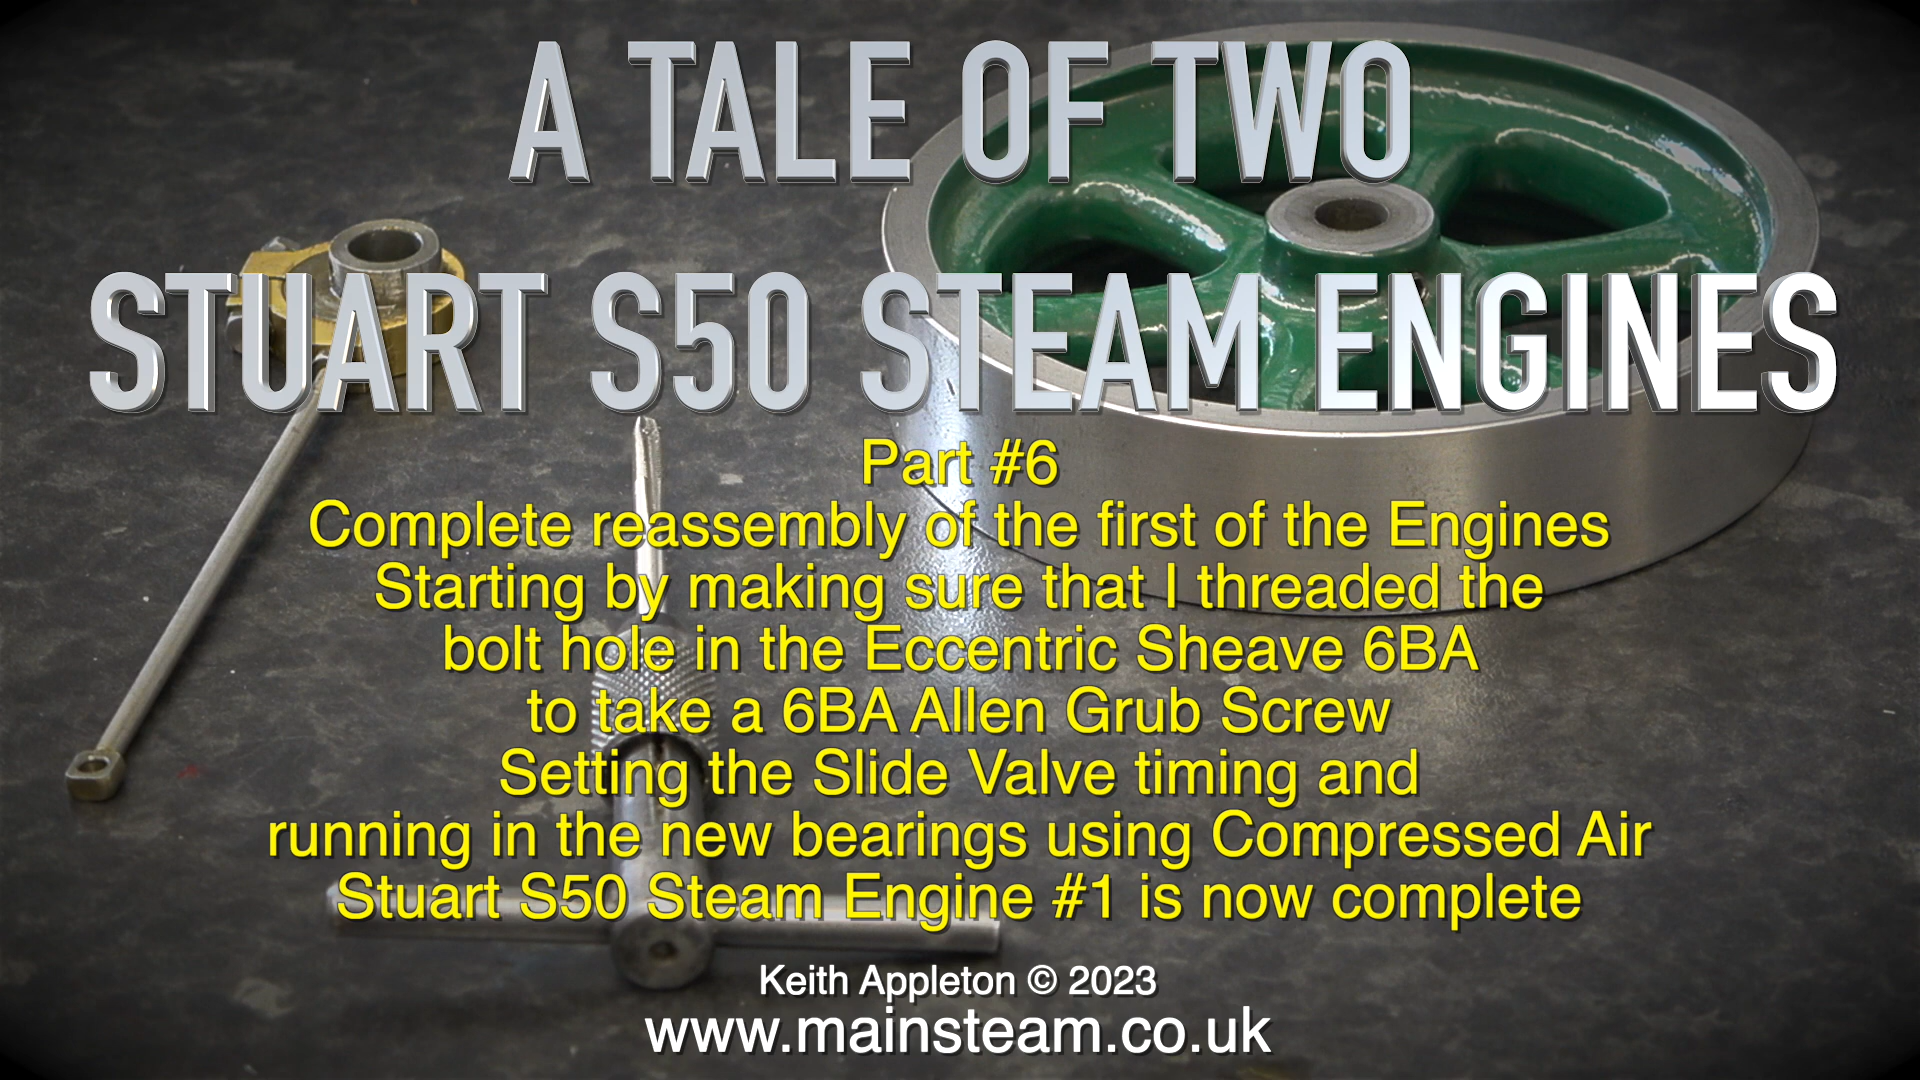 A TALE OF TWO
STUART S50 STEAM ENGINES
Part #6
Complete reassembly of the first of the Engines
Starting by making sure that I threaded the
bolt hole in the Eccentric Sheave 6BA
to take a 6BA Allen Grub Screw
Setting the Slide Valve timing and
running in the new bearings using Compressed Air
Stuart S50 Steam Engine #1 is now complete
Keith Appleton © 2023
www.mainsteam.co.uk